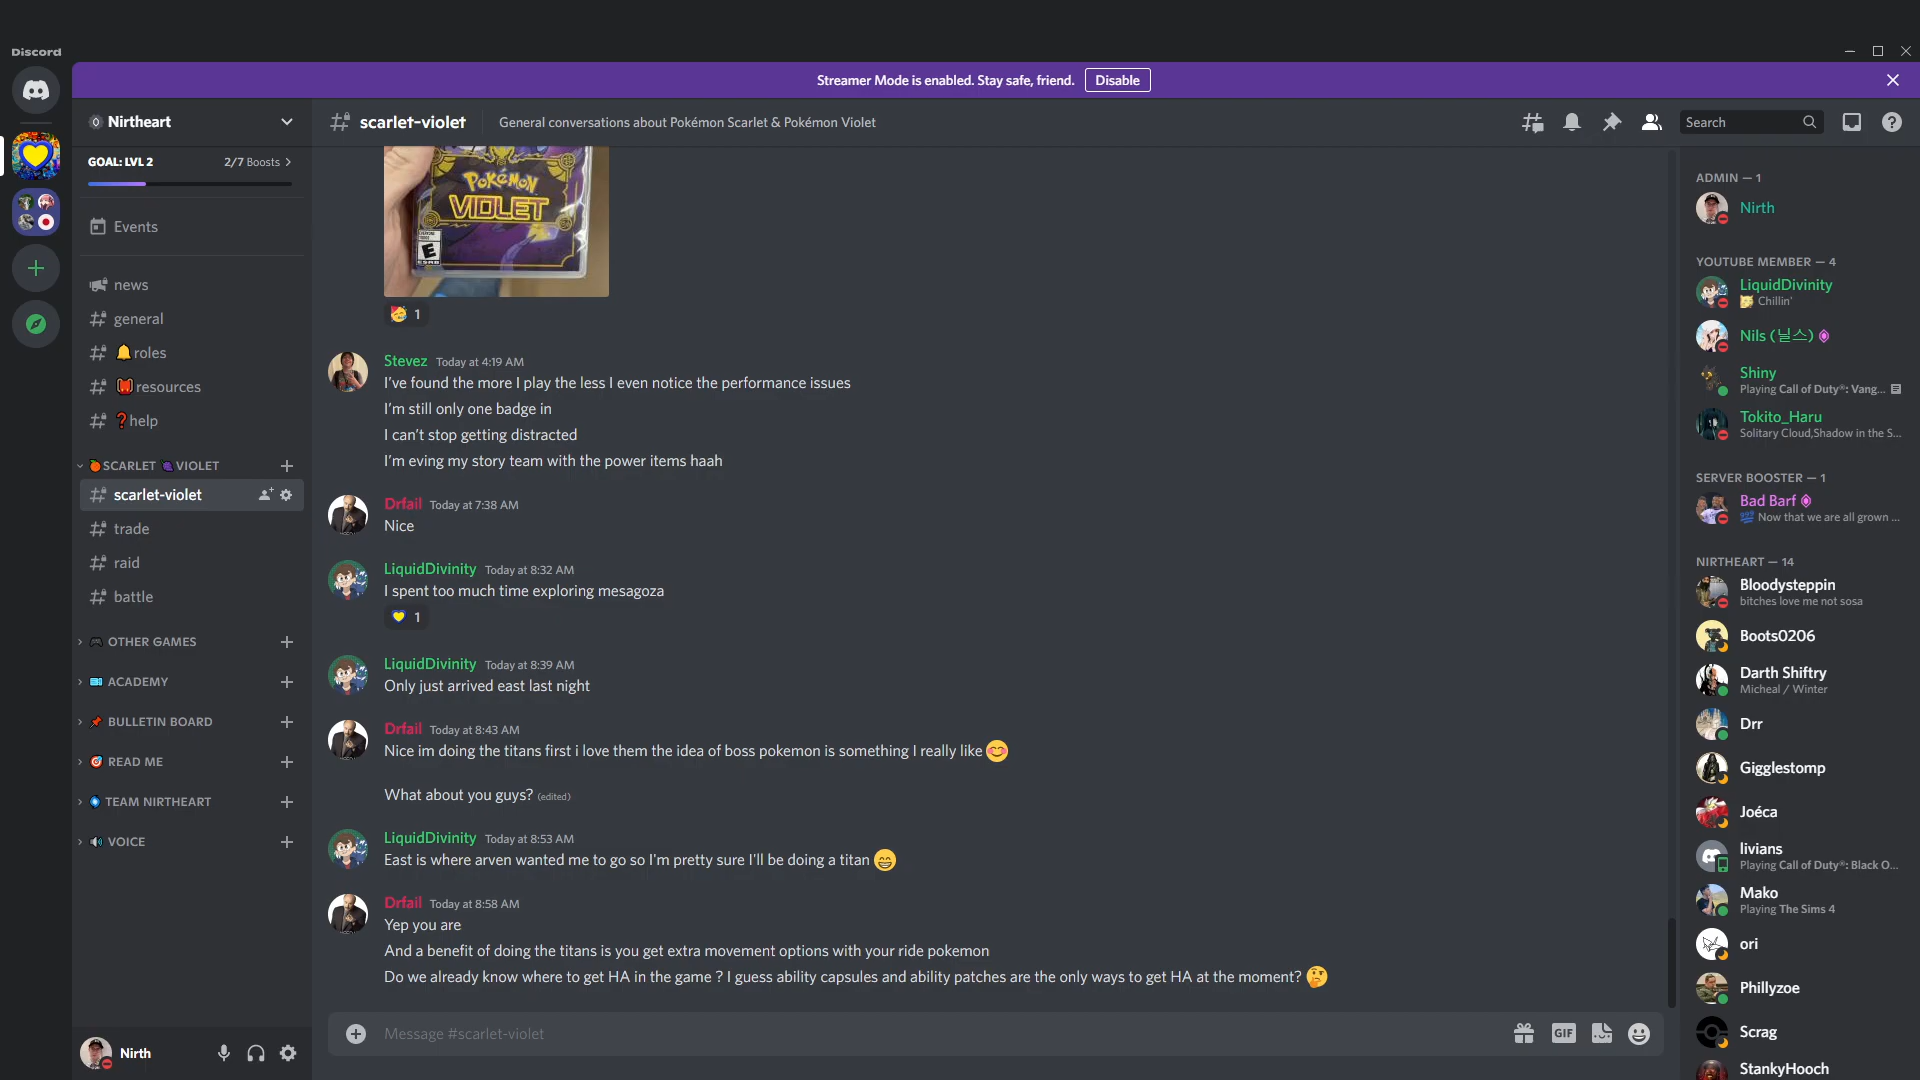 Discord
Streamer Mode is enabled. Stay safe, friend.
Disable
Nirtheart
GOAL: LVL 2
2/7 Boosts
Events
news
general
roles
resources
help
SCARLET VIOLET
scarlet-violet
trade
raid
battle
OTHER GAMES
ACADEMY
BULLETIN BOARD
READ ME
TEAM NIRTHEART
VOICE
Nirth
scarlet-violet
General conversations about Pokémon Scarlet & Pokémon Violet
Search
POKÉMON
VIOLET
EVERYONE
E
ESRB
1
Stevez Today at 4:19 AM
I've found the more I play the less I even notice the performance issues
I'm still only one badge in
I can't stop getting distracted
I'm eving my story team with the power items haah
Drfail Today at 7:38 AM
Nice
LiquidDivinity Today at 8:32 AM
I spent too much time exploring mesagoza
1
LiquidDivinity Today at 8:39 AM
Only just arrived east last night
Drfail Today at 8:43 AM
Nice im doing the titans first i love them the idea of boss pokemon is something I really like 😊
What about you guys? (edited)
LiquidDivinity Today at 8:53 AM
East is where arven wanted me to go so I'm pretty sure I'll be doing a titan 😁
Drfail Today at 8:58 AM
Yep you are
And a benefit of doing the titans is you get extra movement options with your ride pokemon
Do we already know where to get HA in the game ? I guess ability capsules and ability patches are the only ways to get HA at the moment? 🤔
Message #scarlet-violet
GIF
ADMIN — 1
Nirth
YOUTUBE MEMBER — 4
LiquidDivinity
Chillin'
Nils (닐스)
Shiny
Playing Call of Duty®: Vang...
Tokito_Haru
Solitary Cloud,Shadow in the S...
SERVER BOOSTER — 1
Bad Barf
Now that we are all grown ...
NIRTHEART — 14
Bloodysteppin
bitches love me not sosa
Boots0206
Darth Shiftry
Micheal / Winter
Drr
Gigglestomp
Joéca
livians
Playing Call of Duty®: Black O...
Mako
Playing The Sims 4
ori
Phillyzoe
Scrag
StankyHooch